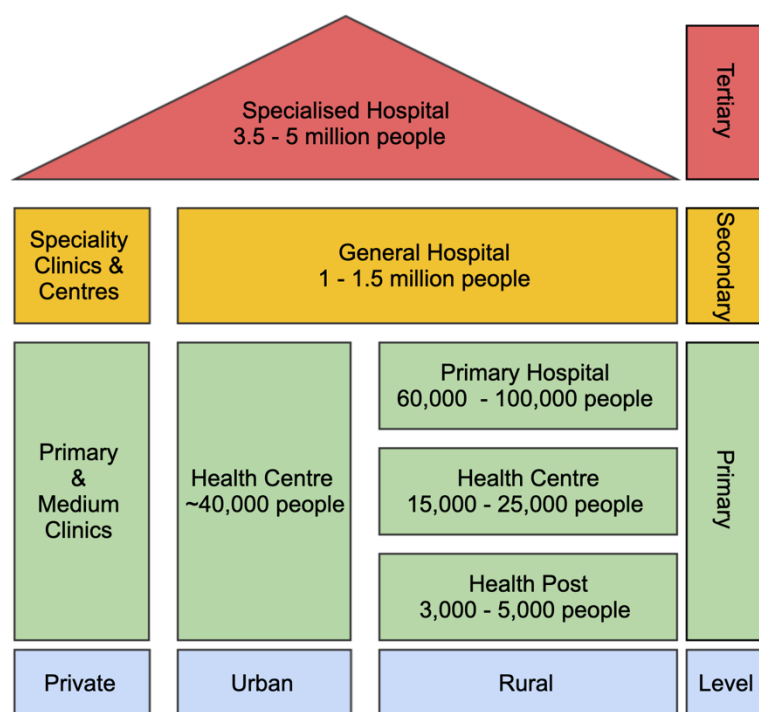 Specialised Hospital
3.5 - 5 million people
Tertiary
Speciality
Clinics &
Centres
General Hospital
1 - 1.5 million people
Secondary
Primary
&
Medium
Clinics
Health Centre
~40,000 people
Primary Hospital
60,000  - 100,000 people
Health Centre
15,000 - 25,000 people
Health Post
3,000 - 5,000 people
Primary
Private
Urban
Rural
Level